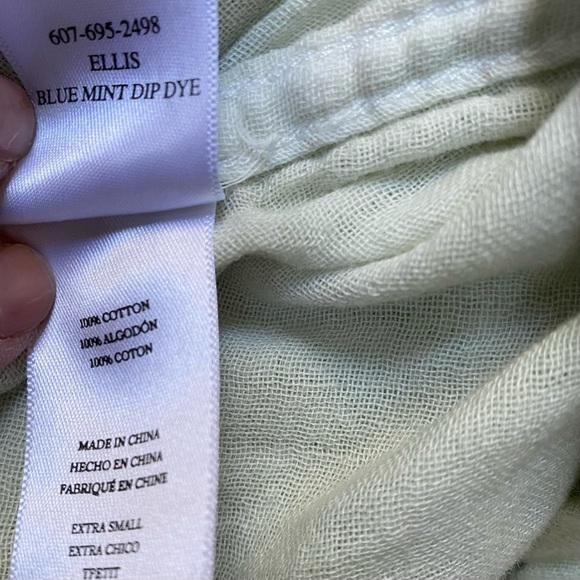 607-695-2498
ELLIS
BLUE MINT DIP DYE
100% COTTON
100% ALGODÓN
100% COTON
MADE IN CHINA
HECHO EN CHINA
FABRIQUÉ EN CHINE
EXTRA SMALL
EXTRA CHICO
TPETIT